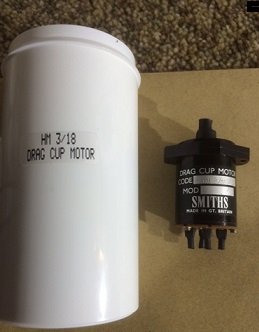 HM 3/18
DRAG CUP MOTOR
DRAG CUP MOTOR
CODE
MOD
SMITHS
MADE IN GT. BRITAIN